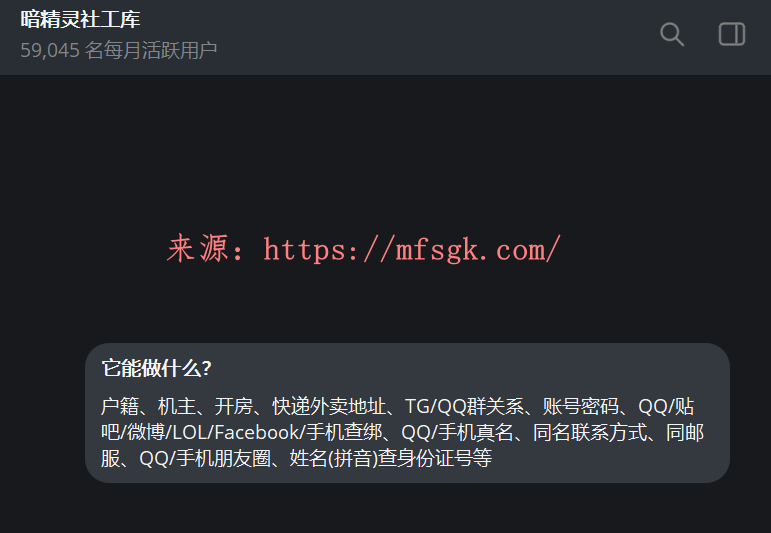 暗精灵社工库
59,045 名每月活跃用户
来源：https://mfsgk.com/
它能做什么？
户籍、机主、开房、快递外卖地址、TG/QQ群关系、账号密码、QQ/贴
吧/微博/LOL/Facebook/手机查绑、QQ/手机真名、同名联系方式、同邮
服、QQ/手机朋友圈、姓名(拼音)查身份证号等